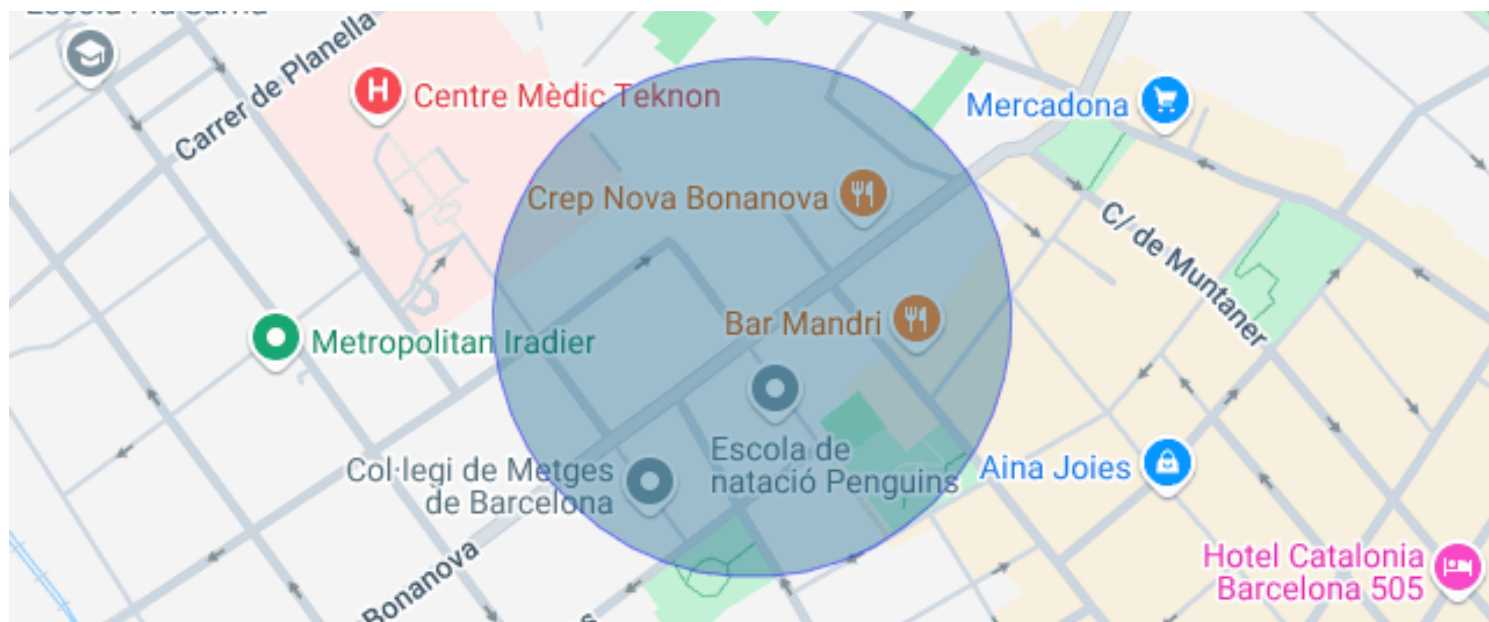 Carrer de Planella
Centre Mèdic Teknon
Mercadona
Crep Nova Bonanova
C/ de Muntaner
Bar Mandri
Metropolitan Iradier
Escola de
natació Penguins
Col·legi de Metges
de Barcelona
Aina Joies
Hotel Catalonia
Barcelona 505
Bonanova